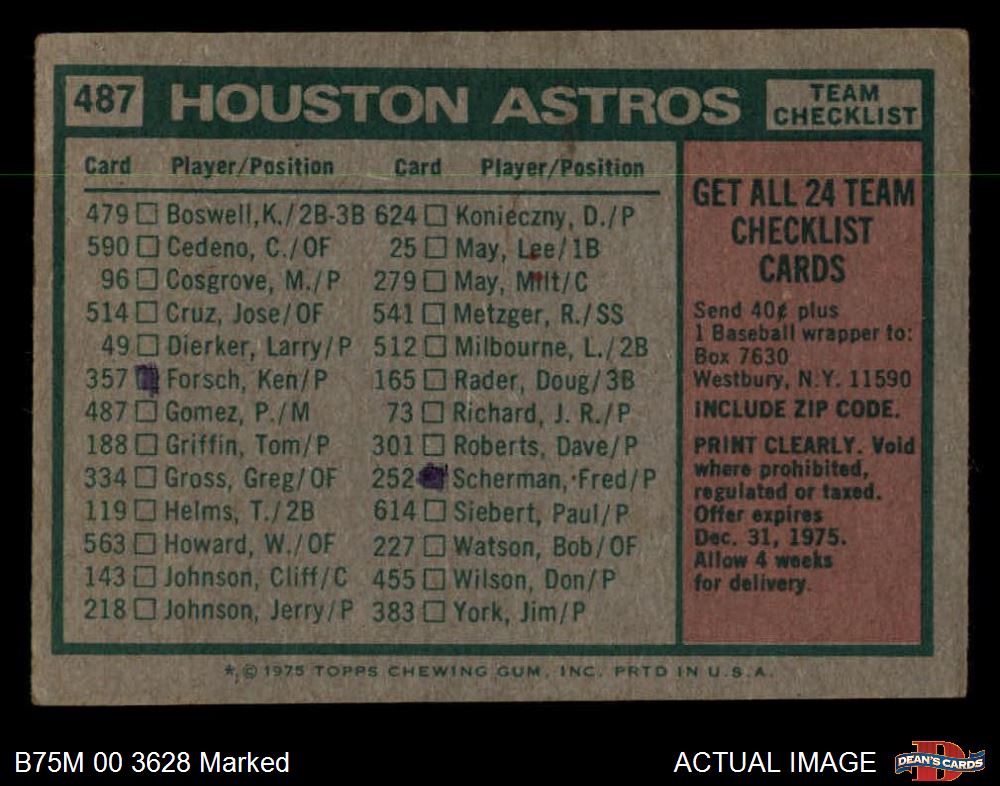 487 HOUSTON ASTROS TEAM CHECKLIST
Card Player/Position Card Player/Position
479 Boswell,K./2B-3B 624 Konieczny, D./P
590 Cedeno, C./OF 25 May, Lee/1B
96 Cosgrove, M./P 279 May, Milt/C
514 Cruz, Jose/OF 541 Metzger, R./SS
49 Dierker, Larry/P 512 Milbourne, L./2B
357 Forsch, Ken/P 165 Rader, Doug/3B
487 Gomez, P./M 73 Richard, J. R./P
188 Griffin, Tom/P 301 Roberts, Dave/P
334 Gross, Greg/OF 252 Scherman, Fred/P
119 Helms, T./2B 614 Siebert, Paul/P
563 Howard, W./OF 227 Watson, Bob/OF
143 Johnson, Cliff/C 455 Wilson, Don/P
218 Johnson, Jerry/P 383 York, Jim/P
GET ALL 24 TEAM
CHECKLIST
CARDS
Send 40¢ plus
1 Baseball wrapper to:
Box 7630
Westbury, N.Y. 11590
INCLUDE ZIP CODE.
PRINT CLEARLY. Void
where prohibited,
regulated or taxed.
Offer expires
Dec. 31, 1975.
Allow 4 weeks
for delivery.
*© 1975 TOPPS CHEWING GUM, INC. PRTD IN U.S.A.
B75M 00 3628 Marked
ACTUAL IMAGE
D
DEAN'S CARDS